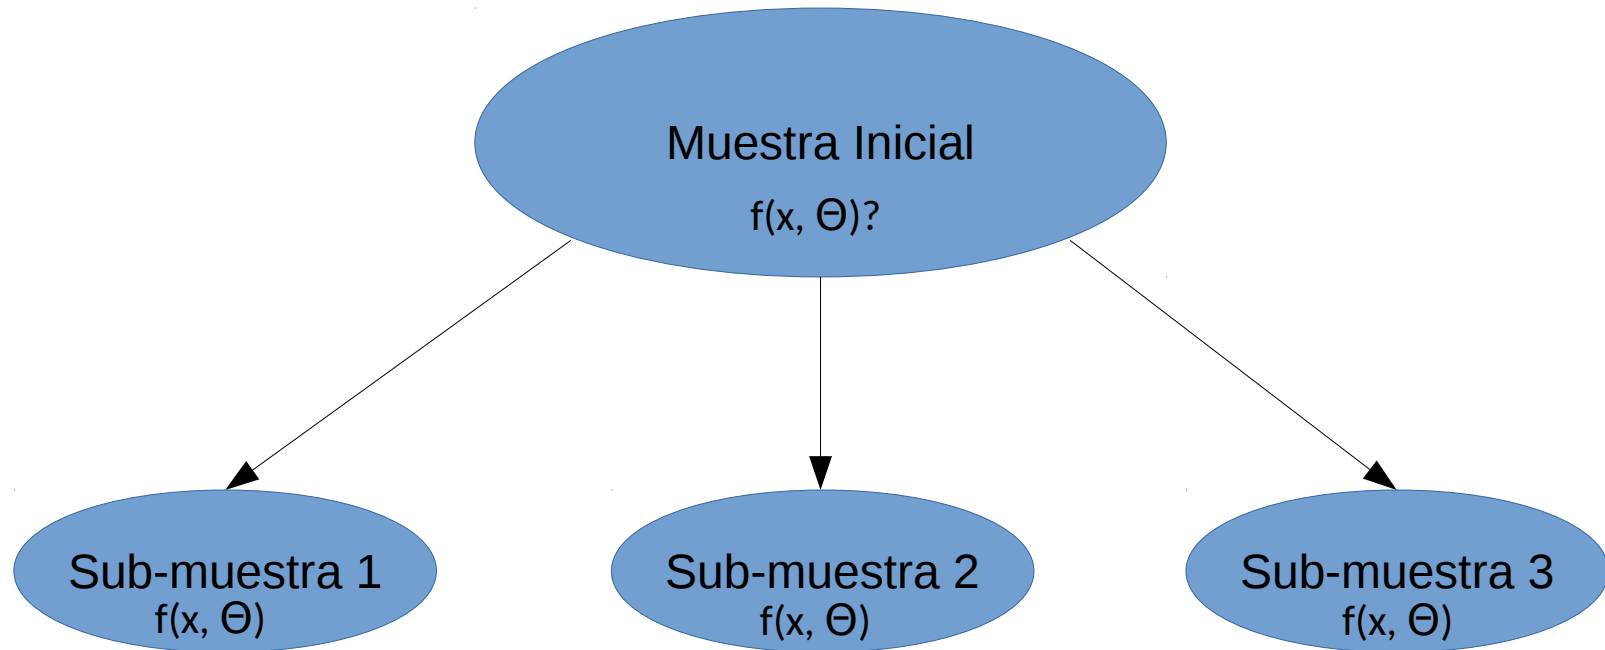 Muestra Inicial
f(x, Θ)?
Sub-muestra 1
f(x, Θ)
Sub-muestra 2
f(x, Θ)
Sub-muestra 3
f(x, Θ)